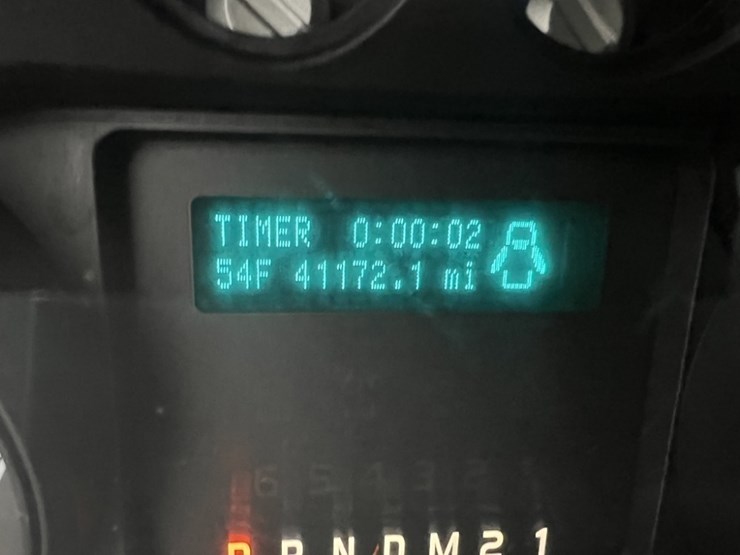 TIMER 0:00:02
54F 41172.1 mi
P R N D M 2 1